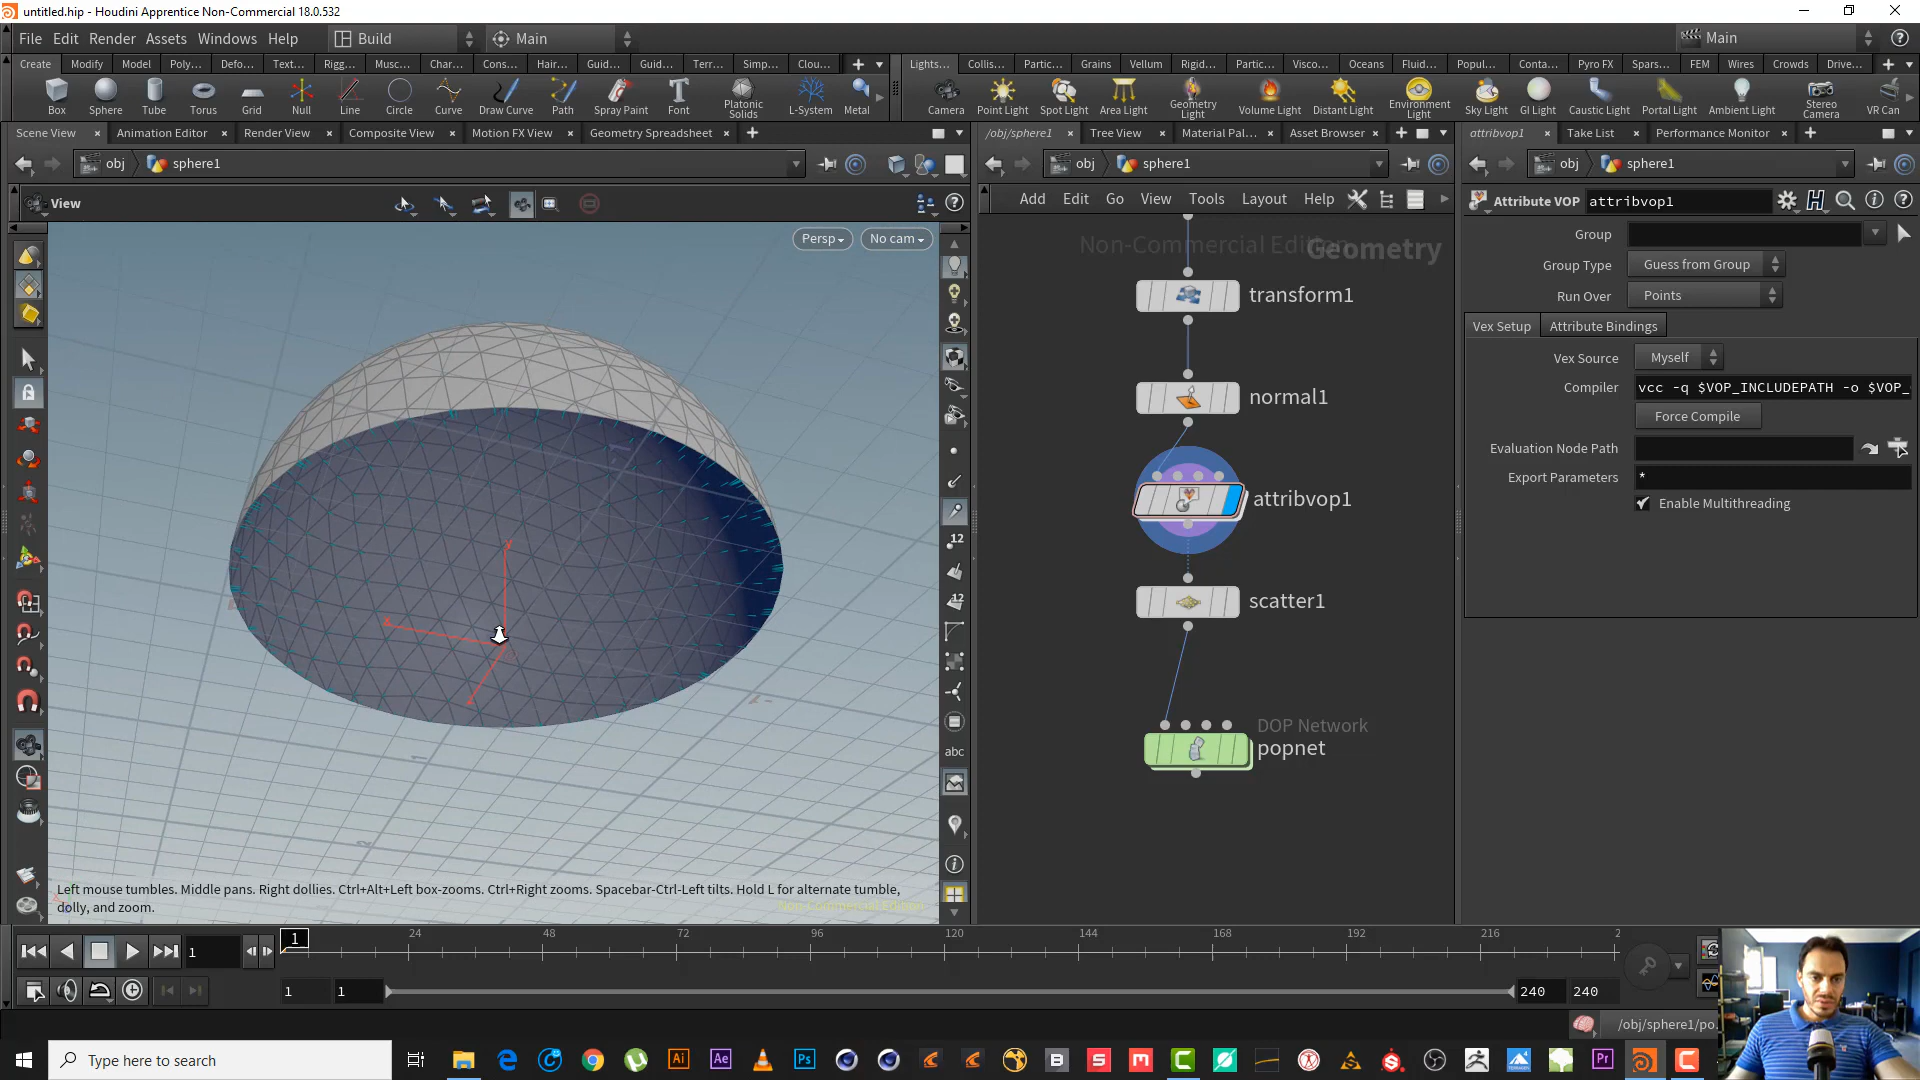 untitled.hip - Houdini Apprentice Non-Commercial 18.0.532
File Edit Render Assets Windows Help Build Main Main
Create Modify Model Poly... Defo... Text... Rigg... Musc... Char... Cons... Hair... Guid... Guid... Terr... Simp... Clou...
Lights... Collis... Partic... Grains Vellum Rigid... Partic... Visco... Oceans Fluid... Popul... Conta... Pyro FX Spars... FEM Wires Crowds Drive...
Box Sphere Tube Torus Grid Null Line Circle Curve Draw Curve Path Spray Paint Font Platonic Solids L-System Metal
Camera Point Light Spot Light Area Light Geometry Light Volume Light Distant Light Environment Light Sky Light GI Light Caustic Light Portal Light Ambient Light Stereo Camera VR Can
Scene View Animation Editor Render View Composite View Motion FX View Geometry Spreadsheet
/obj/sphere1 Tree View Material Pal... Asset Browser
attribvop1 Take List Performance Monitor
obj sphere1
obj sphere1
obj sphere1
View
Add Edit Go View Tools Layout Help
Attribute VOP attribvop1
Persp No cam
Non-Commercial Edition
Geometry
transform1
normal1
attribvop1
scatter1
DOP Network
popnet
Group
Group Type Guess from Group
Run Over Points
Vex Setup Attribute Bindings
Vex Source Myself
Compiler vcc -q $VOP_INCLUDEPATH -o $VOP_
Force Compile
Evaluation Node Path
Export Parameters *
Enable Multithreading
12
12
abc
y
x
Left mouse tumbles. Middle pans. Right dollies. Ctrl+Alt+Left box-zooms. Ctrl+Right zooms. Spacebar-Ctrl-Left tilts. Hold L for alternate tumble,
dolly, and zoom.
Non-Commercial Edition
1
1 24 48 72 96 120 144 168 192 216 2
1 1 240 240
/obj/sphere1/po...
Type here to search